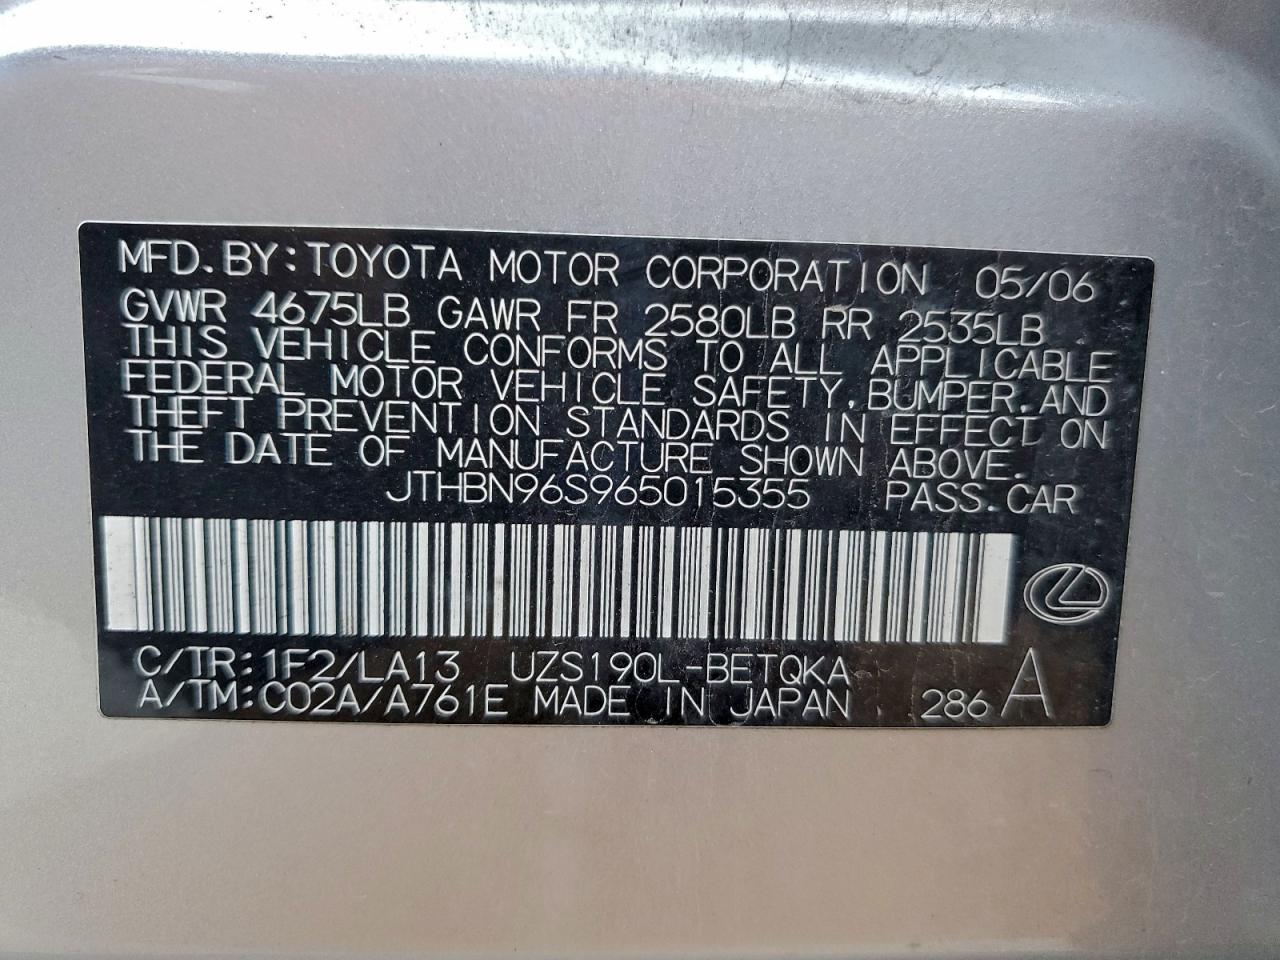 MFD. BY: TOYOTA MOTOR CORPORATION 05/06
GVWR 4675LB GAWR FR 2580LB RR 2535LB
THIS VEHICLE CONFORMS TO ALL APPLICABLE
FEDERAL MOTOR VEHICLE SAFETY, BUMPER, AND
THEFT PREVENTION STANDARDS IN EFFECT ON
THE DATE OF MANUFACTURE SHOWN ABOVE.
JTHBN96S965015355 PASS. CAR
C/TR: 1F2/LA13 UZS190L-BETQKA
A/TM: C02A/A761E MADE IN JAPAN 286 A